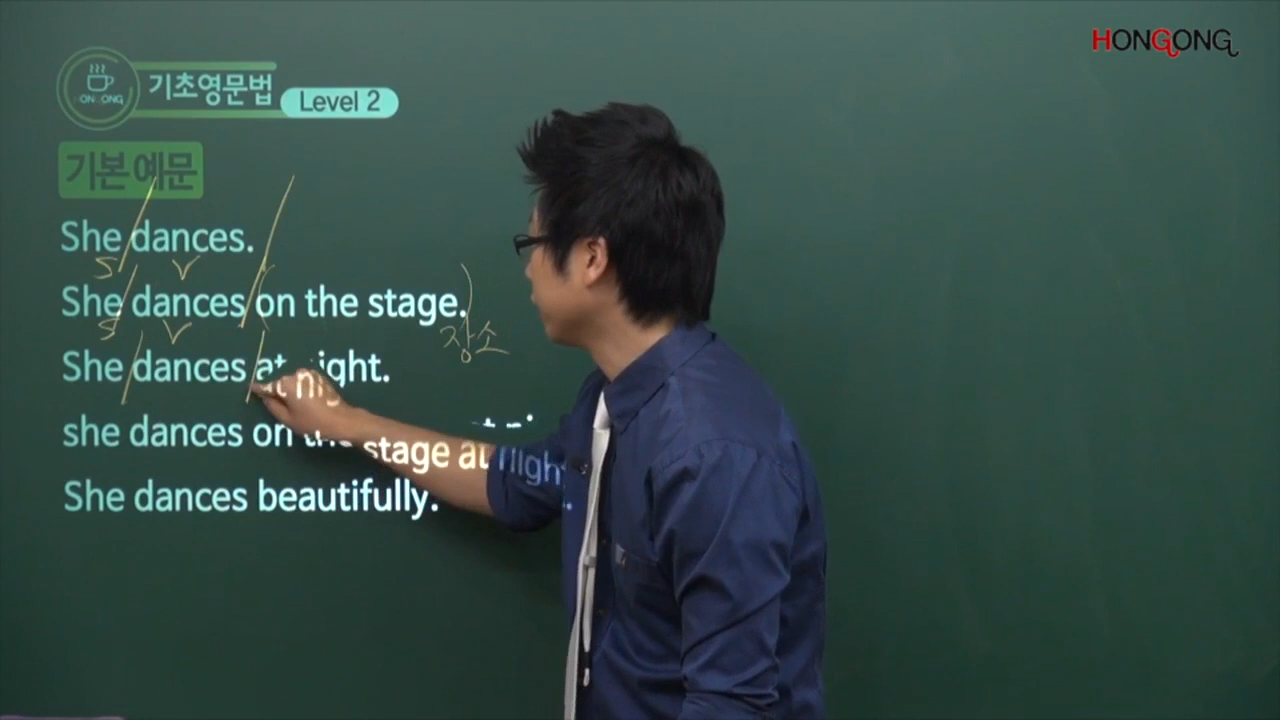 HONGONG
기초영문법
Level 2
기본 예문
She dances.
S V
She dances on the stage.
S V 장소
She dances at night.
she dances on the stage at night.
She dances beautifully.